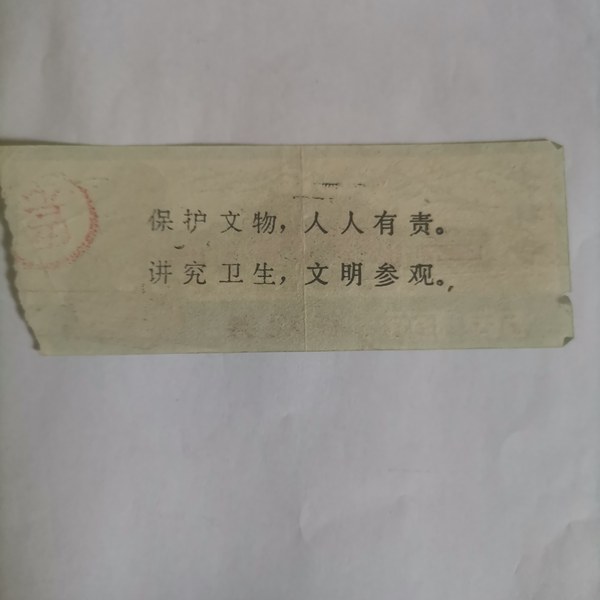 保护文物，人人有责。
讲究卫生，文明参观。